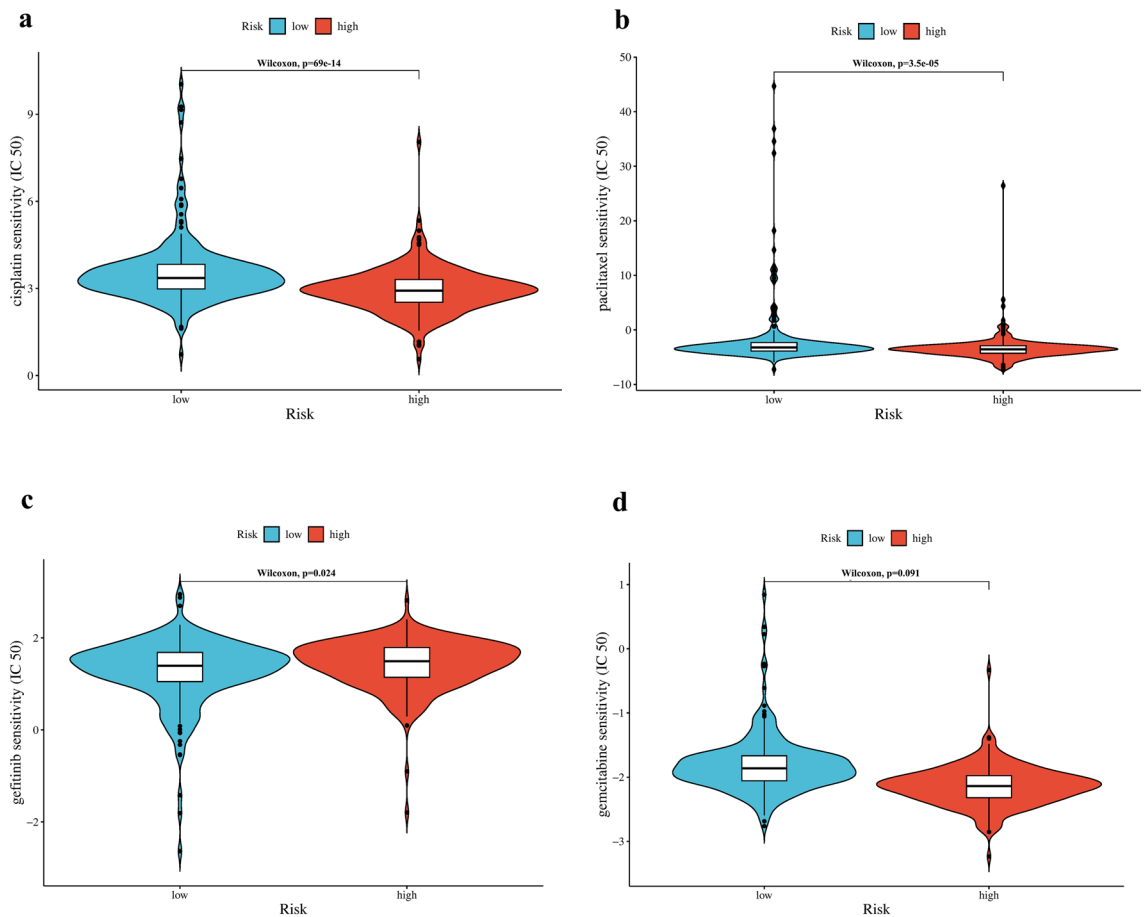 a
Risk low high
Wilcoxon, p=69e-14
cisplatin sensitivity (IC 50)
9
6
3
0
low high
Risk
b
Risk low high
Wilcoxon, p=3.5e-05
pacliaxel sensitivity (IC 50)
50
40
30
20
10
−0
−10
low high
Risk
c
Risk low high
Wilcoxon, p=0.024
gefitinib sensitivity (IC 50)
2
0
−2
low high
Risk
d
Risk low high
Wilcoxon, p=0.091
gemcitabine sensitivity (IC 50)
1
0
−1
−2
−3
low high
Risk